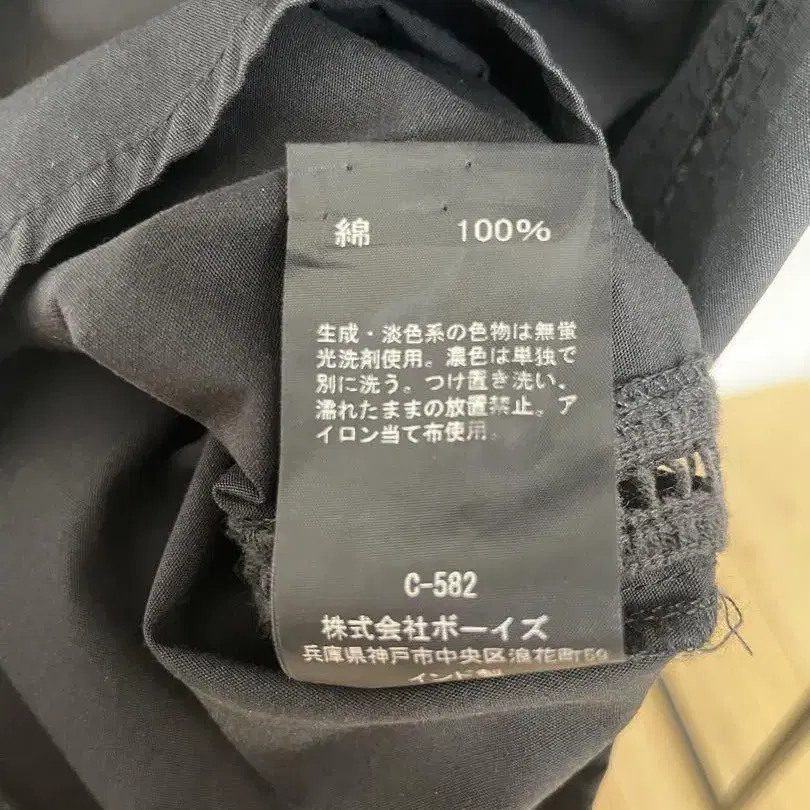 綿 100%
生成・淡色系の色物は無蛍
光洗剤使用。濃色は単独で
別に洗う。つけ置き洗い、
濡れたままの放置禁止。ア
イロン当て布使用。
C-582
株式会社ボーイズ
兵庫県神戸市中央区浪花町59
インド製